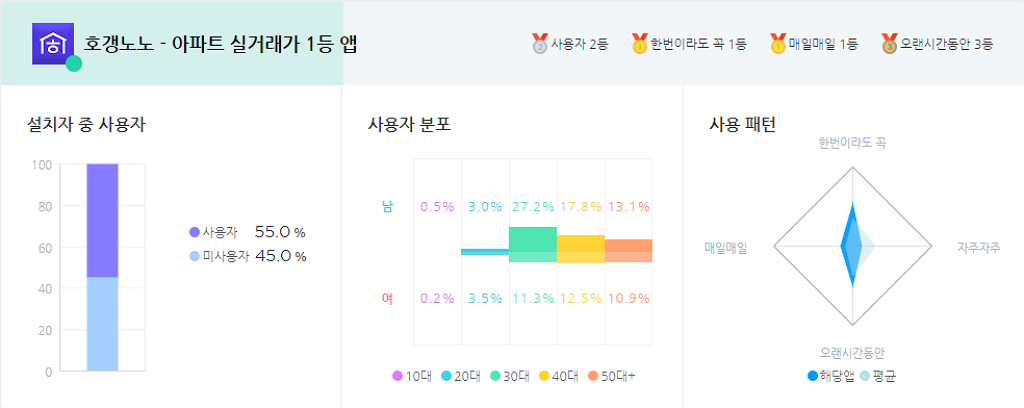 호갱노노 - 아파트 실거래가 1등 앱
사용자 2등 한번이라도 꼭 1등 매일매일 1등 오랜시간동안 3등
설치자 중 사용자
100
80
60
40
20
0
사용자 55.0 %
미사용자 45.0 %
사용자 분포
남 0.5% 3.0% 27.2% 17.8% 13.1%
여 0.2% 3.5% 11.3% 12.5% 10.9%
10대 20대 30대 40대 50대+
사용 패턴
한번이라도 꼭
매일매일 자주자주
오랜시간동안
해당앱 평균